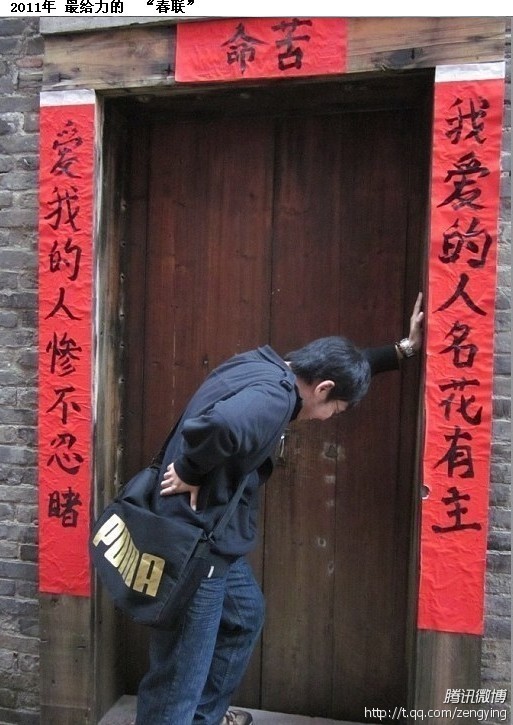 2011年 最给力的 “春联”
苦命
我爱的人名花有主
爱我的人惨不忍睹
PUMA
腾讯微博
http://t.qq.com/zengying